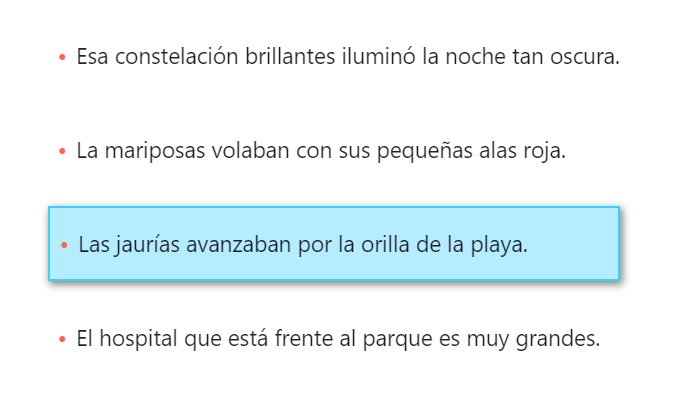 • Esa constelación brillantes iluminó la noche tan oscura.
• La mariposas volaban con sus pequeñas alas roja.
• Las jaurías avanzaban por la orilla de la playa.
• El hospital que está frente al parque es muy grandes.